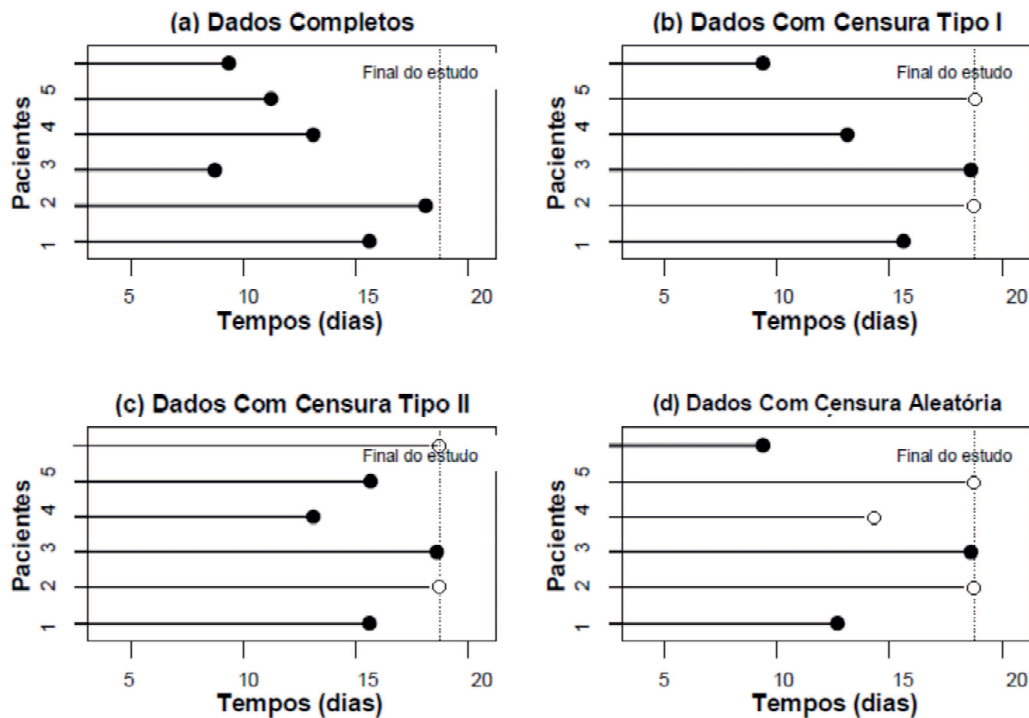 (a) Dados Completos
Final do estudo
Pacientes
5
4
3
2
1
5 10 15 20
Tempos (dias)
(b) Dados Com Censura Tipo I
Final do estudo
Pacientes
5
4
3
2
1
5 10 15 20
Tempos (dias)
(c) Dados Com Censura Tipo II
Final do estudo
Pacientes
5
4
3
2
1
5 10 15 20
Tempos (dias)
(d) Dados Com Censura Aleatória
Final do estudo
Pacientes
5
4
3
2
1
5 10 15 20
Tempos (dias)